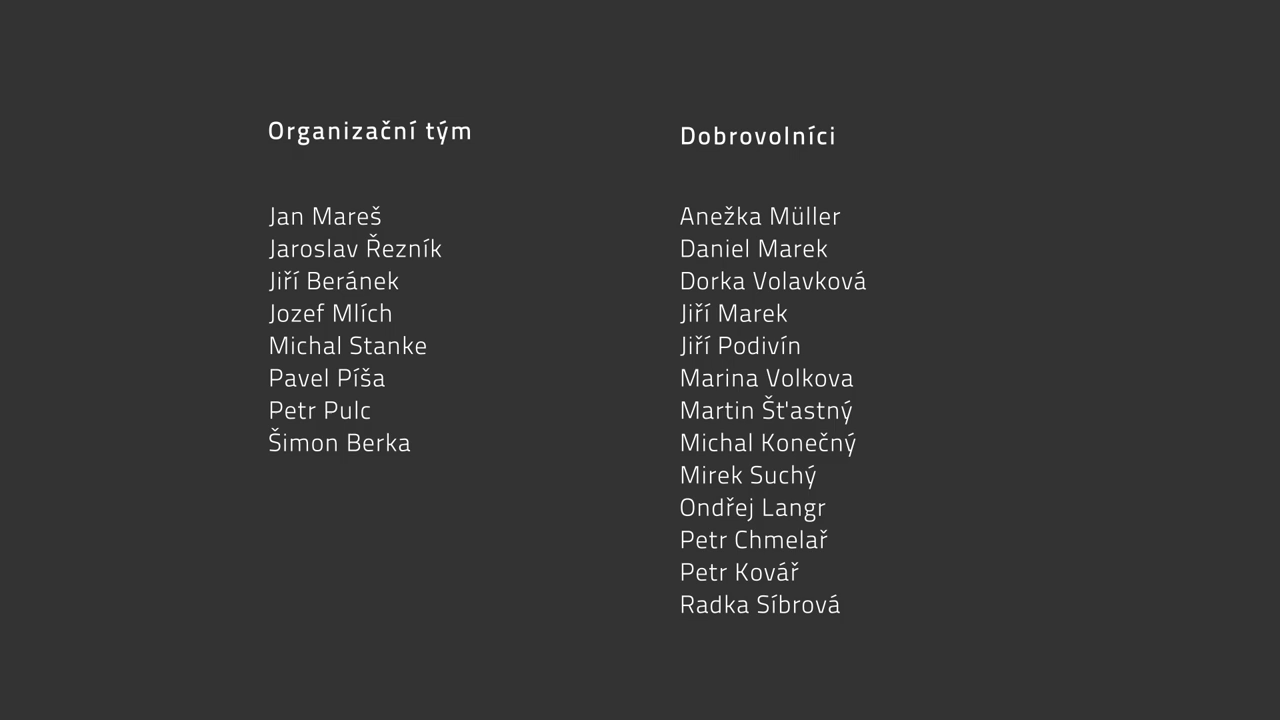 Organizační tým
Jan Mareš
Jaroslav Řezník
Jiří Beránek
Jozef Mlích
Michal Stanke
Pavel Píša
Petr Pulc
Šimon Berka
Dobrovolníci
Anežka Müller
Daniel Marek
Dorka Volavková
Jiří Marek
Jiří Podivín
Marina Volkova
Martin Št'astný
Michal Konečný
Mirek Suchý
Ondřej Langr
Petr Chmelař
Petr Kovář
Radka Síbrová